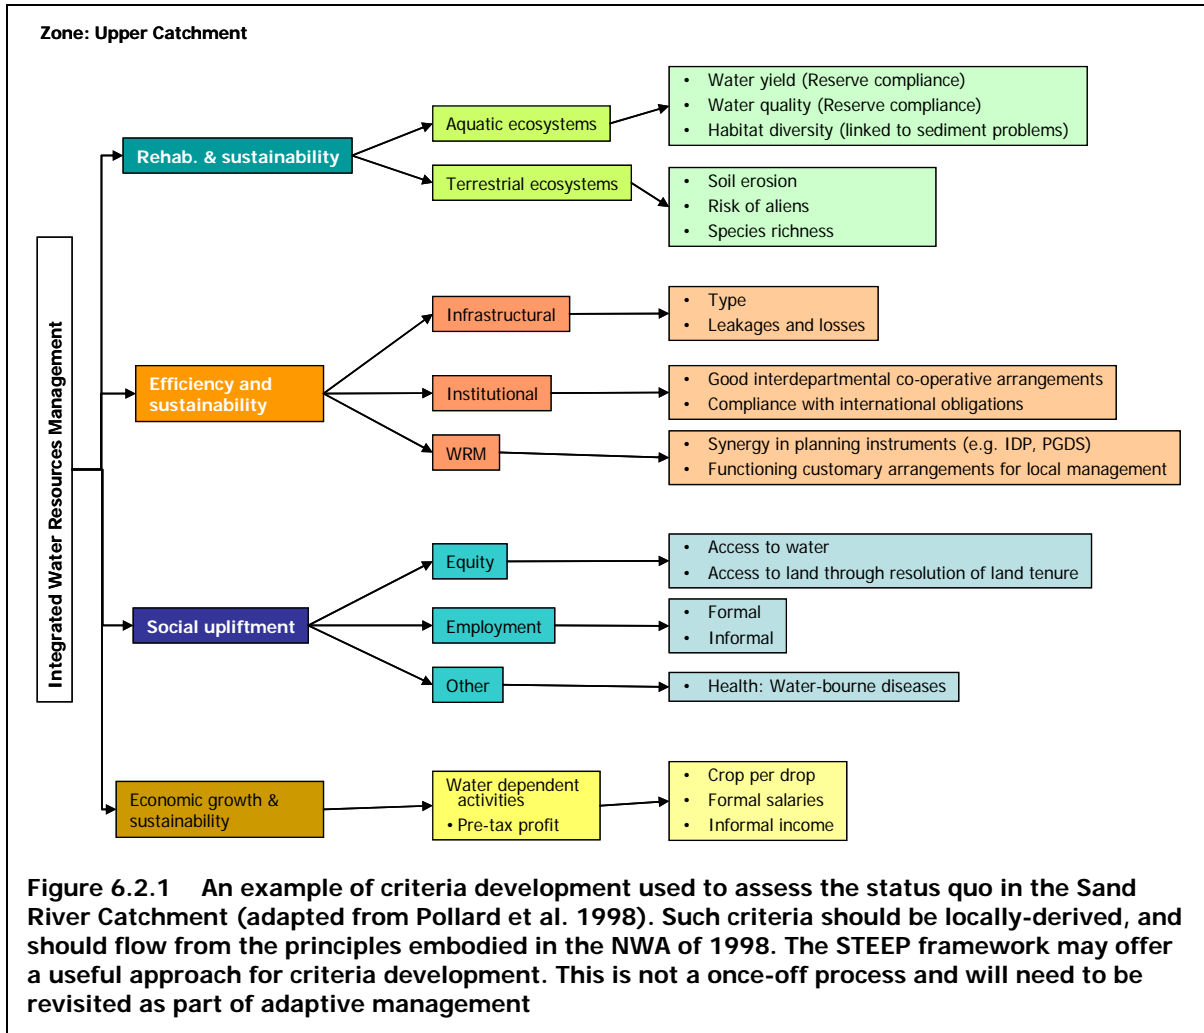 Zone: Upper Catchment
Integrated Water Resources Management
Rehab. & sustainability
Aquatic ecosystems
• Water yield (Reserve compliance)
• Water quality (Reserve compliance)
• Habitat diversity (linked to sediment problems)
Terrestrial ecosystems
• Soil erosion
• Risk of aliens
• Species richness
Efficiency and
sustainability
Infrastructural
• Type
• Leakages and losses
Institutional
• Good interdepartmental co-operative arrangements
• Compliance with international obligations
WRM
• Synergy in planning instruments (e.g. IDP, PGDS)
• Functioning customary arrangements for local management
Social upliftment
Equity
• Access to water
• Access to land through resolution of land tenure
Employment
• Formal
• Informal
Other
• Health: Water-bourne diseases
Economic growth &
sustainability
Water dependent
activities
• Pre-tax profit
• Crop per drop
• Formal salaries
• Informal income
Figure 6.2.1 An example of criteria development used to assess the status quo in the Sand
River Catchment (adapted from Pollard et al. 1998). Such criteria should be locally-derived, and
should flow from the principles embodied in the NWA of 1998. The STEEP framework may offer
a useful approach for criteria development. This is not a once-off process and will need to be
revisited as part of adaptive management